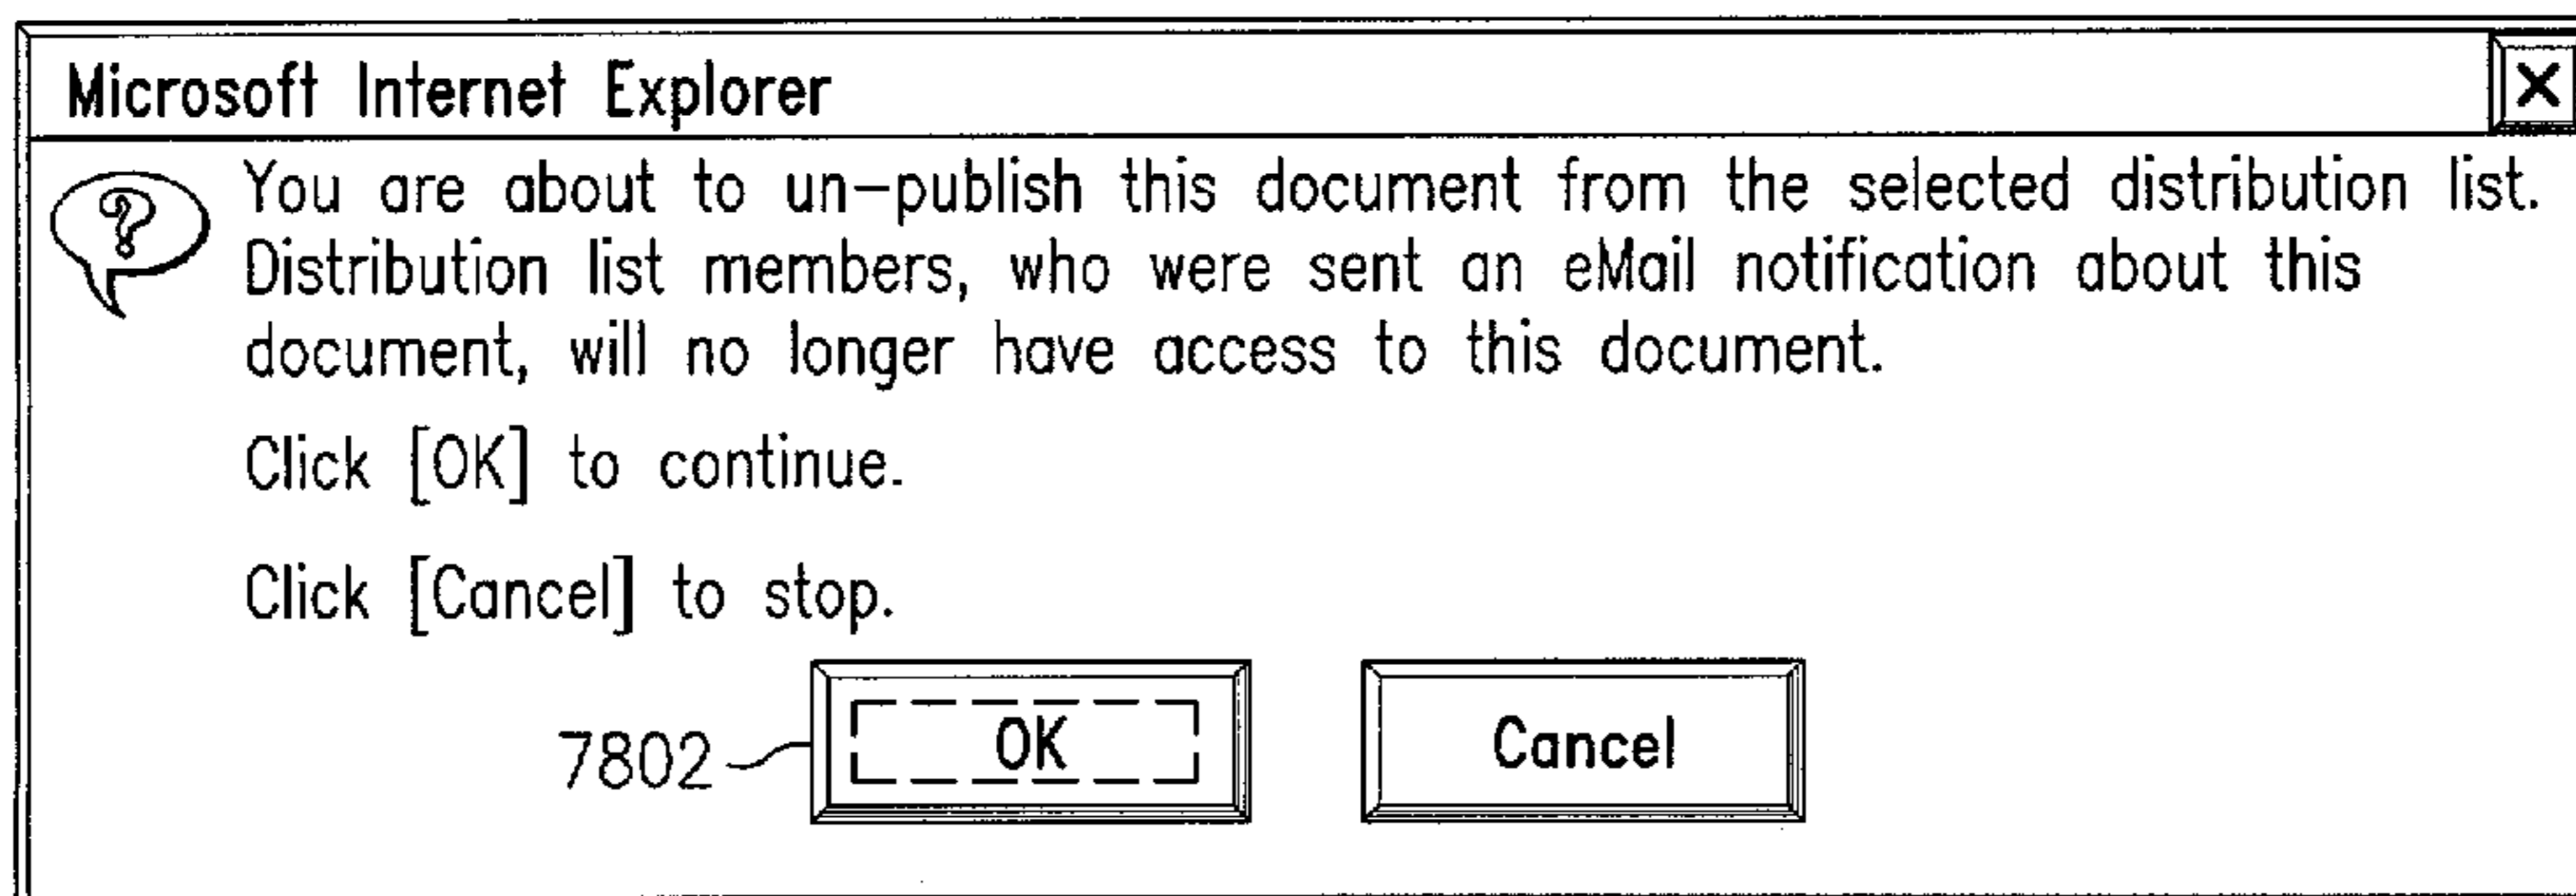 Microsoft Internet Explorer X
? You are about to un-publish this document from the selected distribution list.
Distribution list members, who were sent an eMail notification about this
document, will no longer have access to this document.
Click [OK] to continue.
Click [Cancel] to stop.
7802 OK Cancel